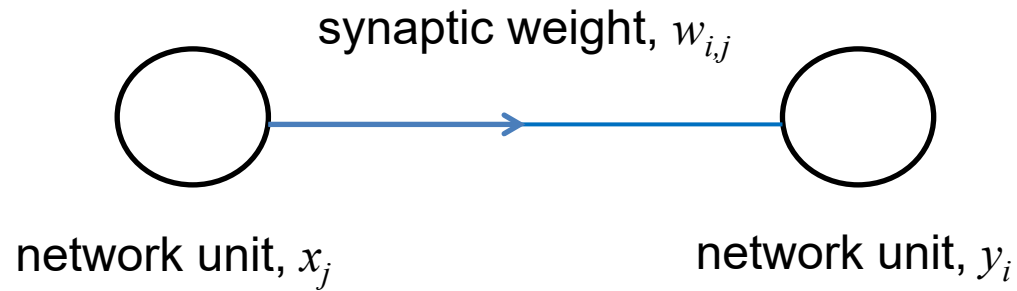 synaptic weight, w_{i,j}
network unit, x_j
network unit, y_i